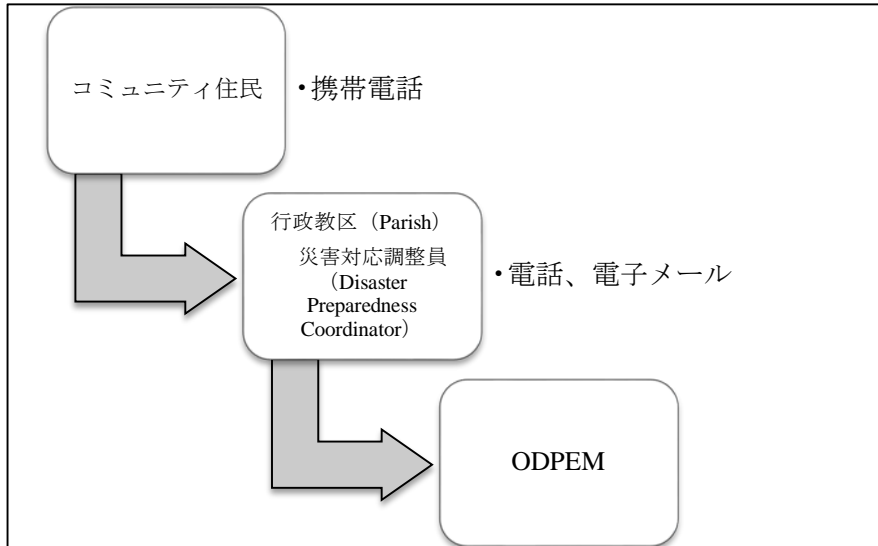 コミュニティ住民
・携帯電話
行政教区（Parish）
災害対応調整員
（Disaster
Preparedness
Coordinator）
・電話、電子メール
ODPEM